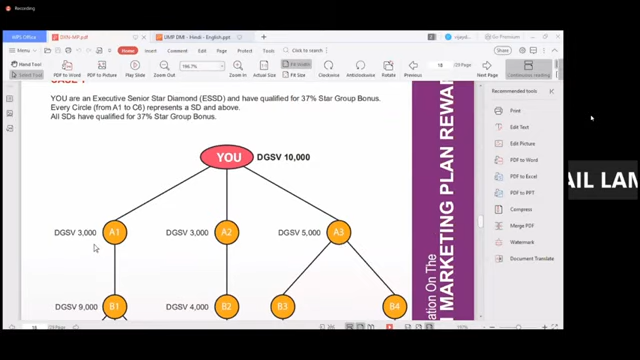 Recording
WPS Office
DXN-MP.pdf
UMP DMI - Hindi - English.ppt
Go Premium
Menu
Home
Insert
Comment
Edit
Page
Protect
Tools
Click to search
Share
Hand Tool
Select Tool
PDF to Word
PDF to Picture
Play Slide
Zoom Out
196.7%
Zoom In
Actual Size
Fit Width
Fit Size
Clockwise
Anticlockwise
Rotate
Previous
18
Next Page
Continuous reading
YOU are an Executive Senior Star Diamond (ESSD) and have qualified for 37% Star Group Bonus.
Every Circle (from A1 to C6) represents a SD and above.
All SDs have qualified for 37% Star Group Bonus.
YOU
DGSV 10,000
DGSV 3,000
A1
DGSV 3,000
A2
DGSV 5,000
A3
DGSV 9,000
B1
DGSV 4,000
B2
B3
B4
MARKETING PLAN REWA
ation On The
Recommended tools
Print
Edit Text
Edit Picture
PDF to Word
PDF to Excel
PDF to PPT
Compress
Merge PDF
Watermark
Document Translate
AIL LAM
18